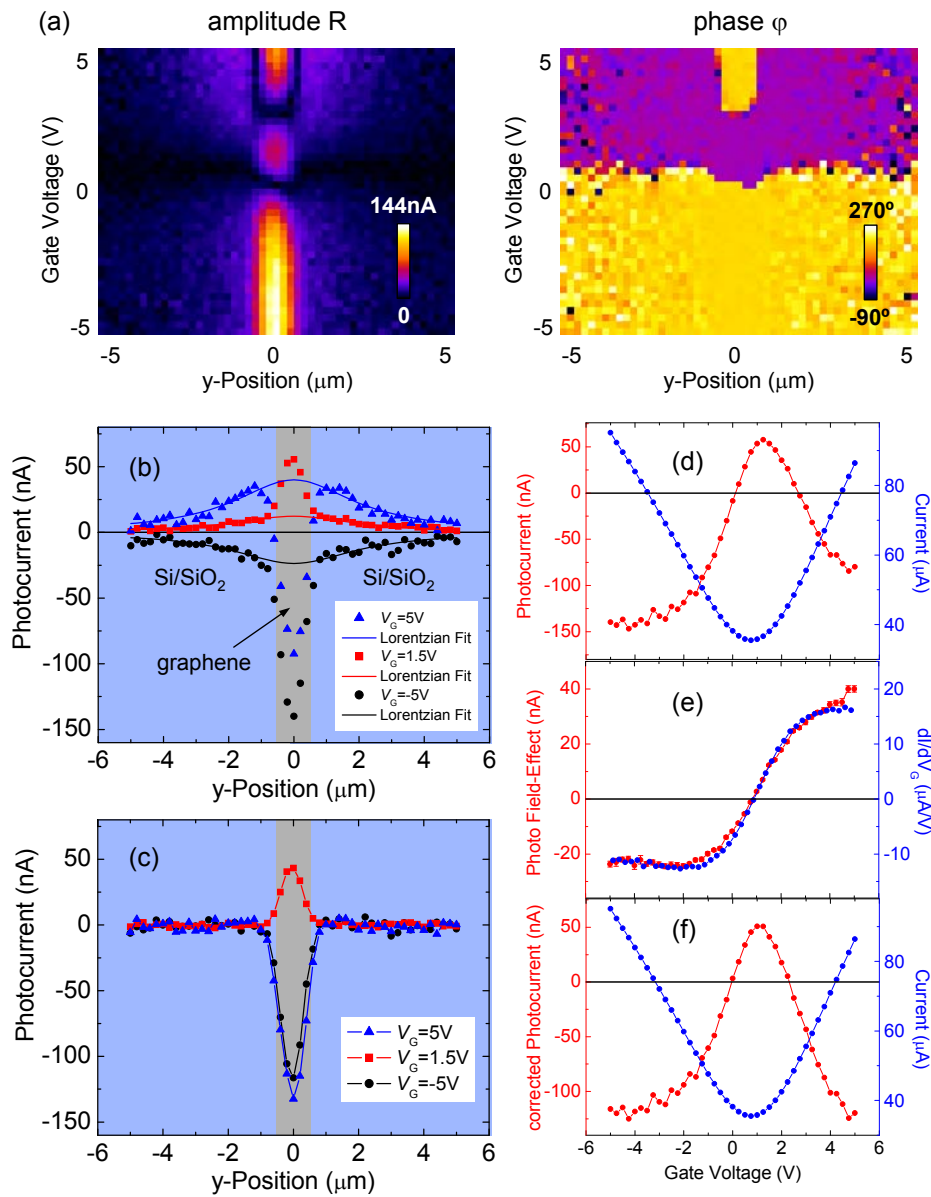 (a)
amplitude R
phase φ
Gate Voltage (V)
5
0
-5
144nA
0
-5 0 5
y-Position (μm)
Gate Voltage (V)
5
0
-5
270º
-90º
-5 0 5
y-Position (μm)
(b)
Photocurrent (nA)
50
0
-50
-100
-150
Si/SiO2
Si/SiO2
graphene
VG=5V
Lorentzian Fit
VG=1.5V
Lorentzian Fit
VG=-5V
Lorentzian Fit
-6 -4 -2 0 2 4 6
y-Position (μm)
(c)
Photocurrent (nA)
50
0
-50
-100
-150
VG=5V
VG=1.5V
VG=-5V
-6 -4 -2 0 2 4 6
y-Position (μm)
(d)
Photocurrent (nA)
50
0
-50
-100
-150
80
60
40
Current (μA)
(e)
Photo Field-Effect (nA)
40
20
0
-20
20
10
0
-10
dI/dVG (μA/V)
(f)
corrected Photocurrent (nA)
50
0
-50
-100
80
60
40
Current (μA)
-6 -4 -2 0 2 4 6
Gate Voltage (V)